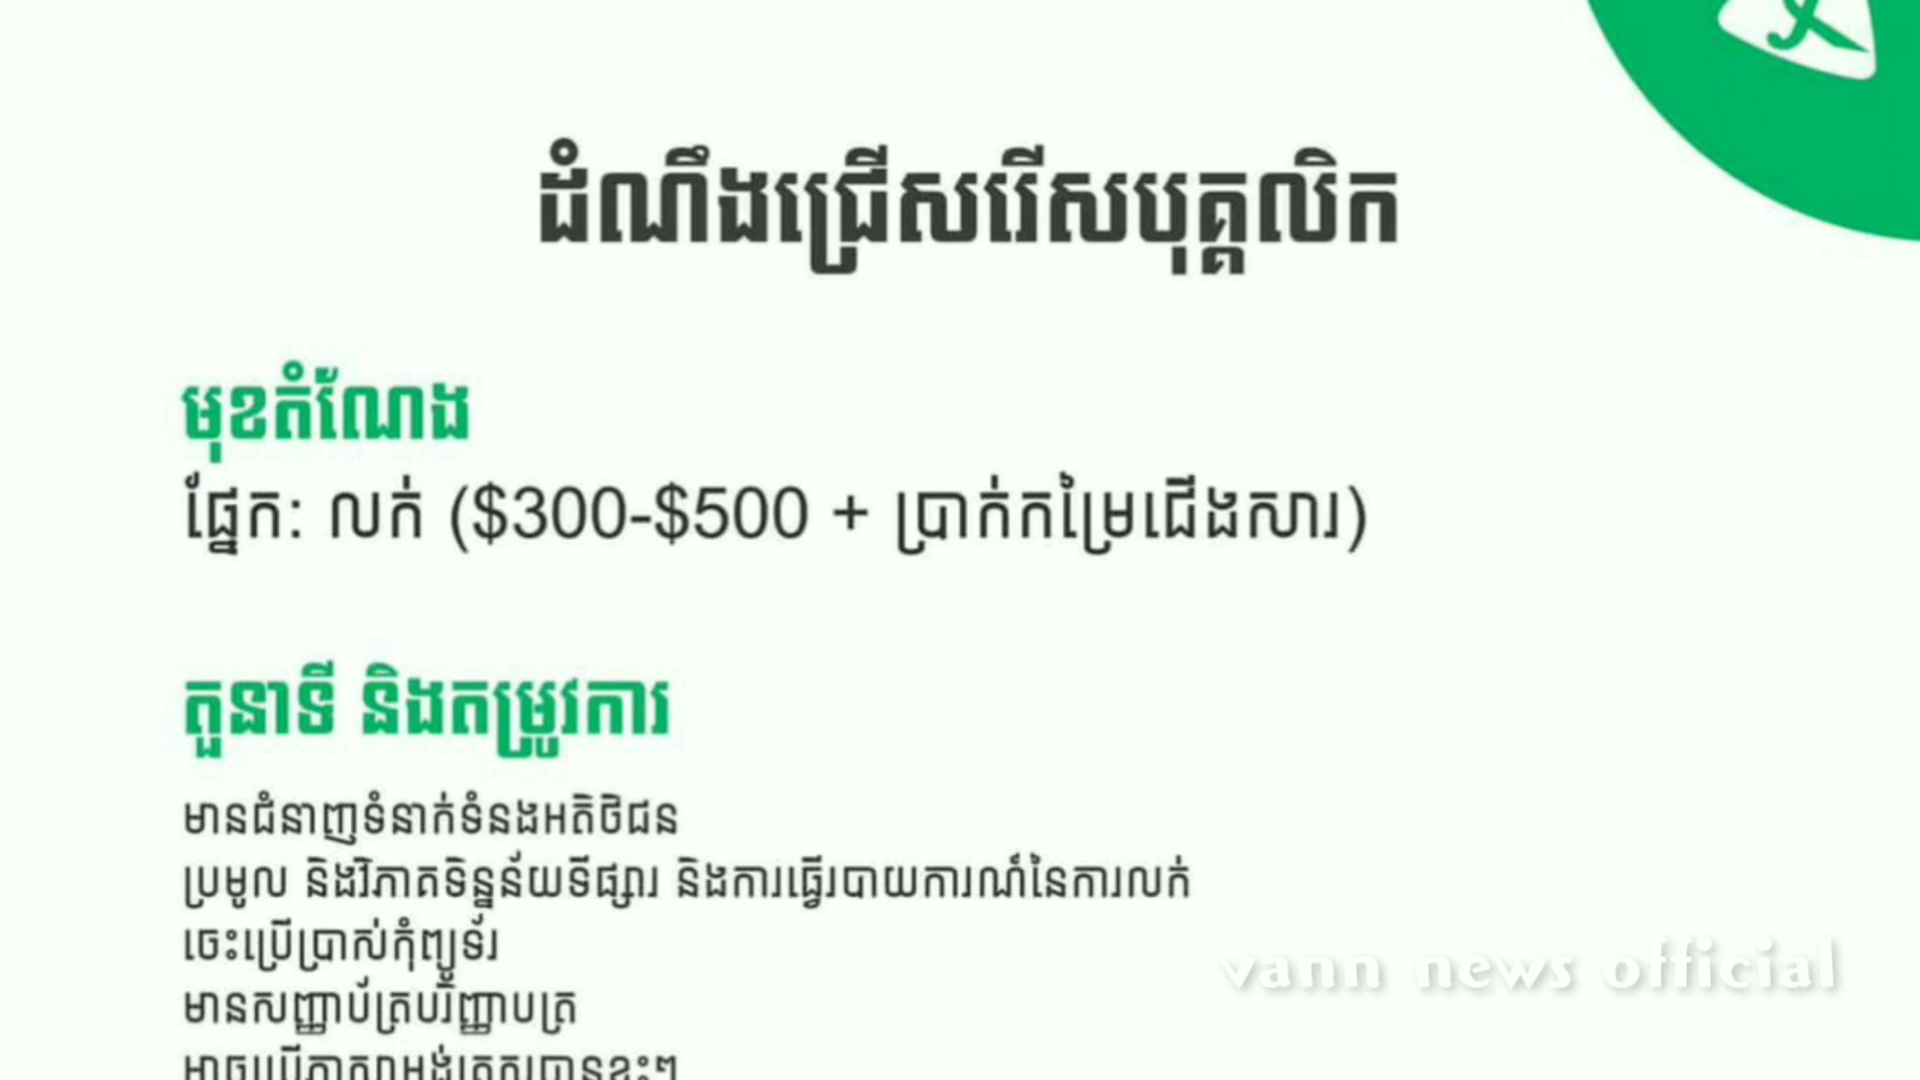 ដំណឹងជ្រើសរើសបុគ្គលិក
មុខតំណែង
ផ្នែក: លក់ ($300-$500 + ប្រាក់កម្រៃជើងសារ)
តួនាទី និងតម្រូវការ
មានជំនាញទំនាក់ទំនងអតិថិជន
ប្រមូល និងវិភាគទិន្នន័យទីផ្សារ និងការធ្វើរបាយការណ៍នៃការលក់
ចេះប្រើប្រាស់កុំព្យូទ័រ
មានសញ្ញាប័ត្របរិញ្ញាបត្រ
vann news official